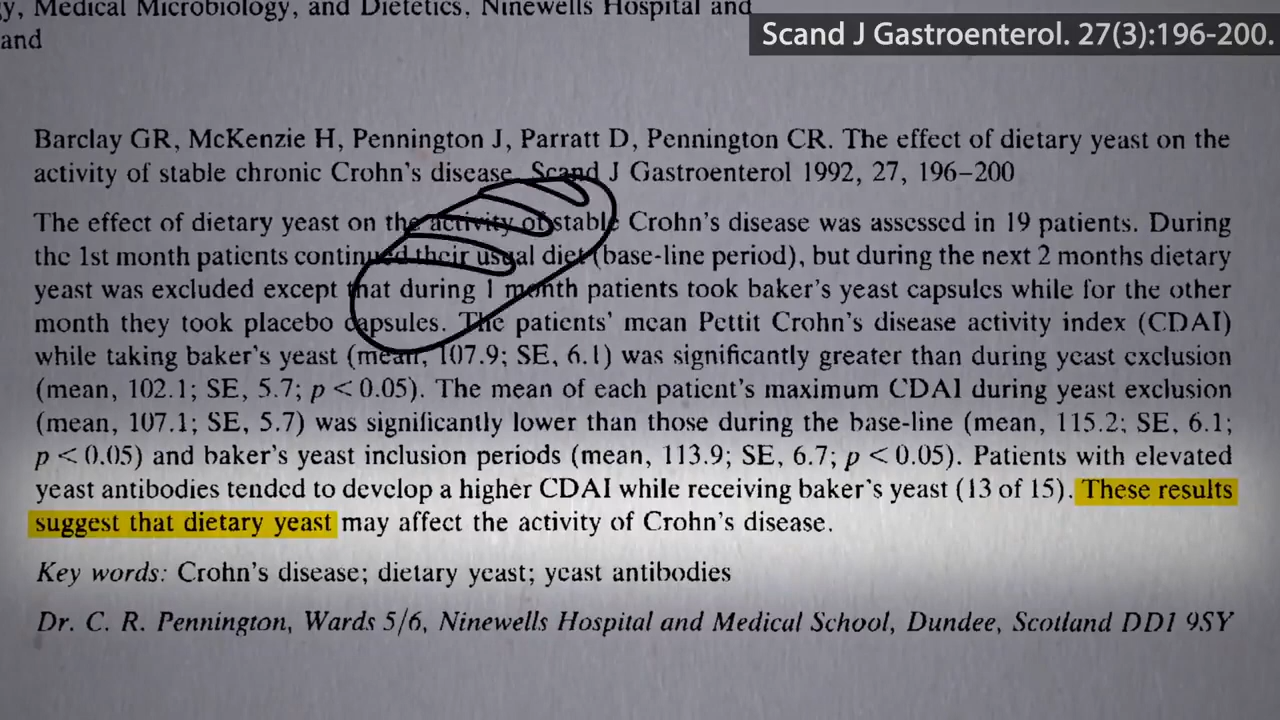 y, Medical Microbiology, and Dietetics, Ninewells Hospital and
and
Scand J Gastroenterol. 27(3):196-200.
Barclay GR, McKenzie H, Pennington J, Parratt D, Pennington CR. The effect of dietary yeast on the
activity of stable chronic Crohn's disease. Scand J Gastroenterol 1992, 27, 196–200
The effect of dietary yeast on the activity of stable Crohn's disease was assessed in 19 patients. During
the 1st month patients continued their usual diet (base-line period), but during the next 2 months dietary
yeast was excluded except that during 1 month patients took baker's yeast capsules while for the other
month they took placebo capsules. The patients' mean Pettit Crohn's disease activity index (CDAI)
while taking baker's yeast (mean, 107.9; SE, 6.1) was significantly greater than during yeast exclusion
(mean, 102.1; SE, 5.7; p < 0.05). The mean of each patient's maximum CDAI during yeast exclusion
(mean, 107.1; SE, 5.7) was significantly lower than those during the base-line (mean, 115.2; SE, 6.1;
p < 0.05) and baker's yeast inclusion periods (mean, 113.9; SE, 6.7; p < 0.05). Patients with elevated
yeast antibodies tended to develop a higher CDAI while receiving baker's yeast (13 of 15). These results
suggest that dietary yeast may affect the activity of Crohn's disease.
Key words: Crohn's disease; dietary yeast; yeast antibodies
Dr. C. R. Pennington, Wards 5/6, Ninewells Hospital and Medical School, Dundee, Scotland DD1 9SY